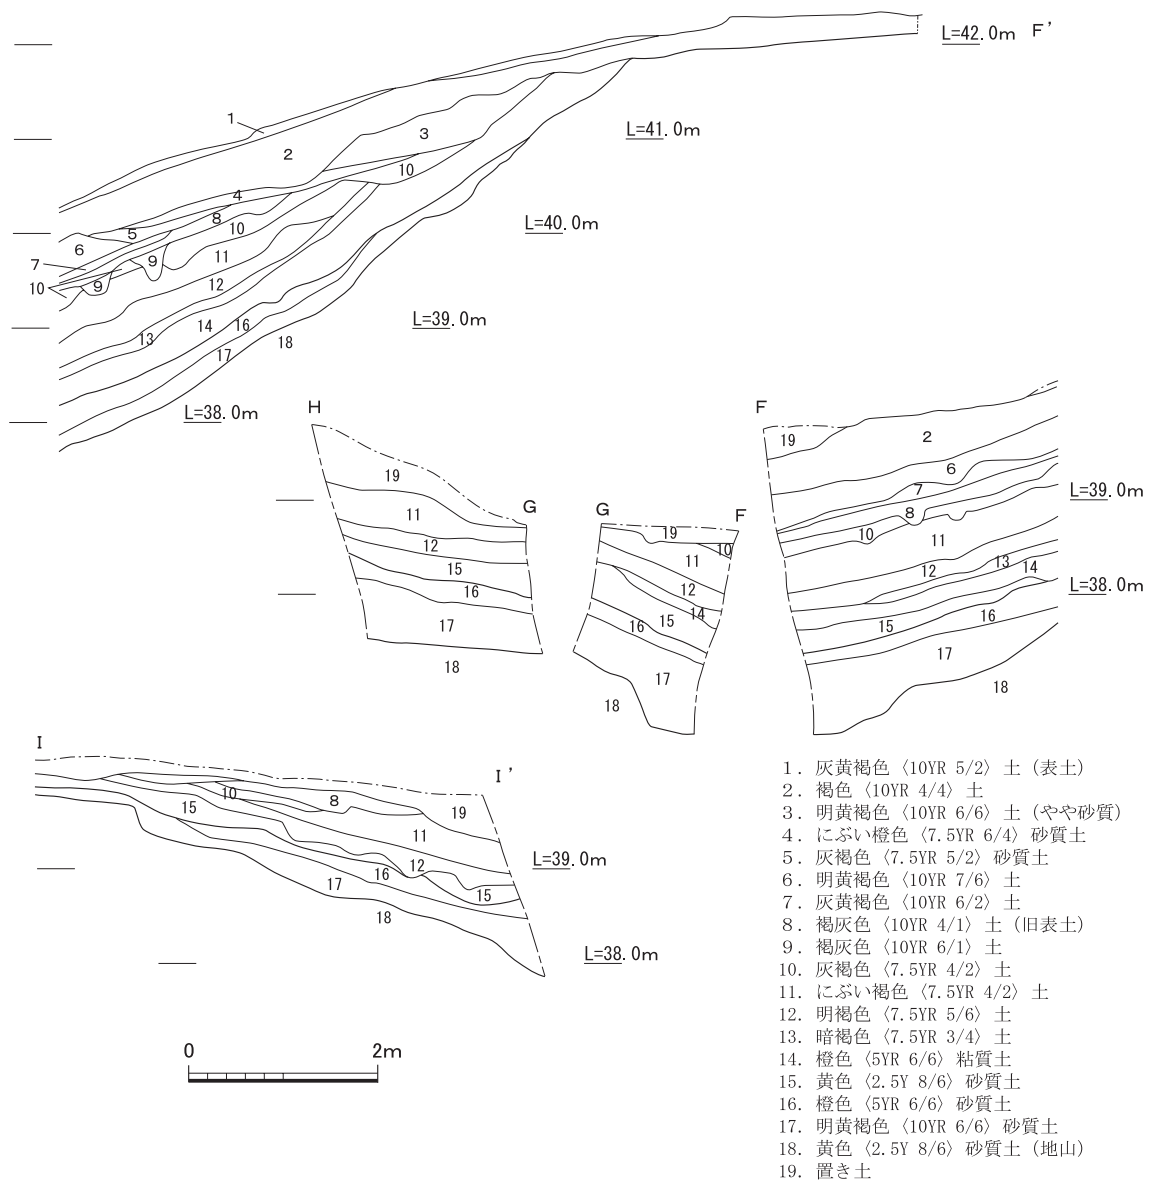 L=42.0m F'
1
3
L=41.0m
2
10
4
8
L=40.0m
5
10
6
11
9
7
12
9
10
L=39.0m
14
16
13
18
17
L=38.0m
H
F
19
2
19
6
G
G
F
7
L=39.0m
11
8
19
10
10
11
12
11
13
15
12
12
14
L=38.0m
16
14
15
16
15
16
17
17
17
18
18
18
I
I'
10
8
15
19
11
L=39.0m
12
16
17
15
18
L=38.0m
0 2m
1. 灰黄褐色〈10YR 5/2〉土(表土)
2. 褐色〈10YR 4/4〉土
3. 明黄褐色〈10YR 6/6〉土(やや砂質)
4. にぶい橙色〈7.5YR 6/4〉砂質土
5. 灰褐色〈7.5YR 5/2〉砂質土
6. 明黄褐色〈10YR 7/6〉土
7. 灰黄褐色〈10YR 6/2〉土
8. 褐灰色〈10YR 4/1〉土(旧表土)
9. 褐灰色〈10YR 6/1〉土
10. 灰褐色〈7.5YR 4/2〉土
11. にぶい褐色〈7.5YR 4/2〉土
12. 明褐色〈7.5YR 5/6〉土
13. 暗褐色〈7.5YR 3/4〉土
14. 橙色〈5YR 6/6〉粘質土
15. 黄色〈2.5Y 8/6〉砂質土
16. 橙色〈5YR 6/6〉砂質土
17. 明黄褐色〈10YR 6/6〉砂質土
18. 黄色〈2.5Y 8/6〉砂質土(地山)
19. 置き土